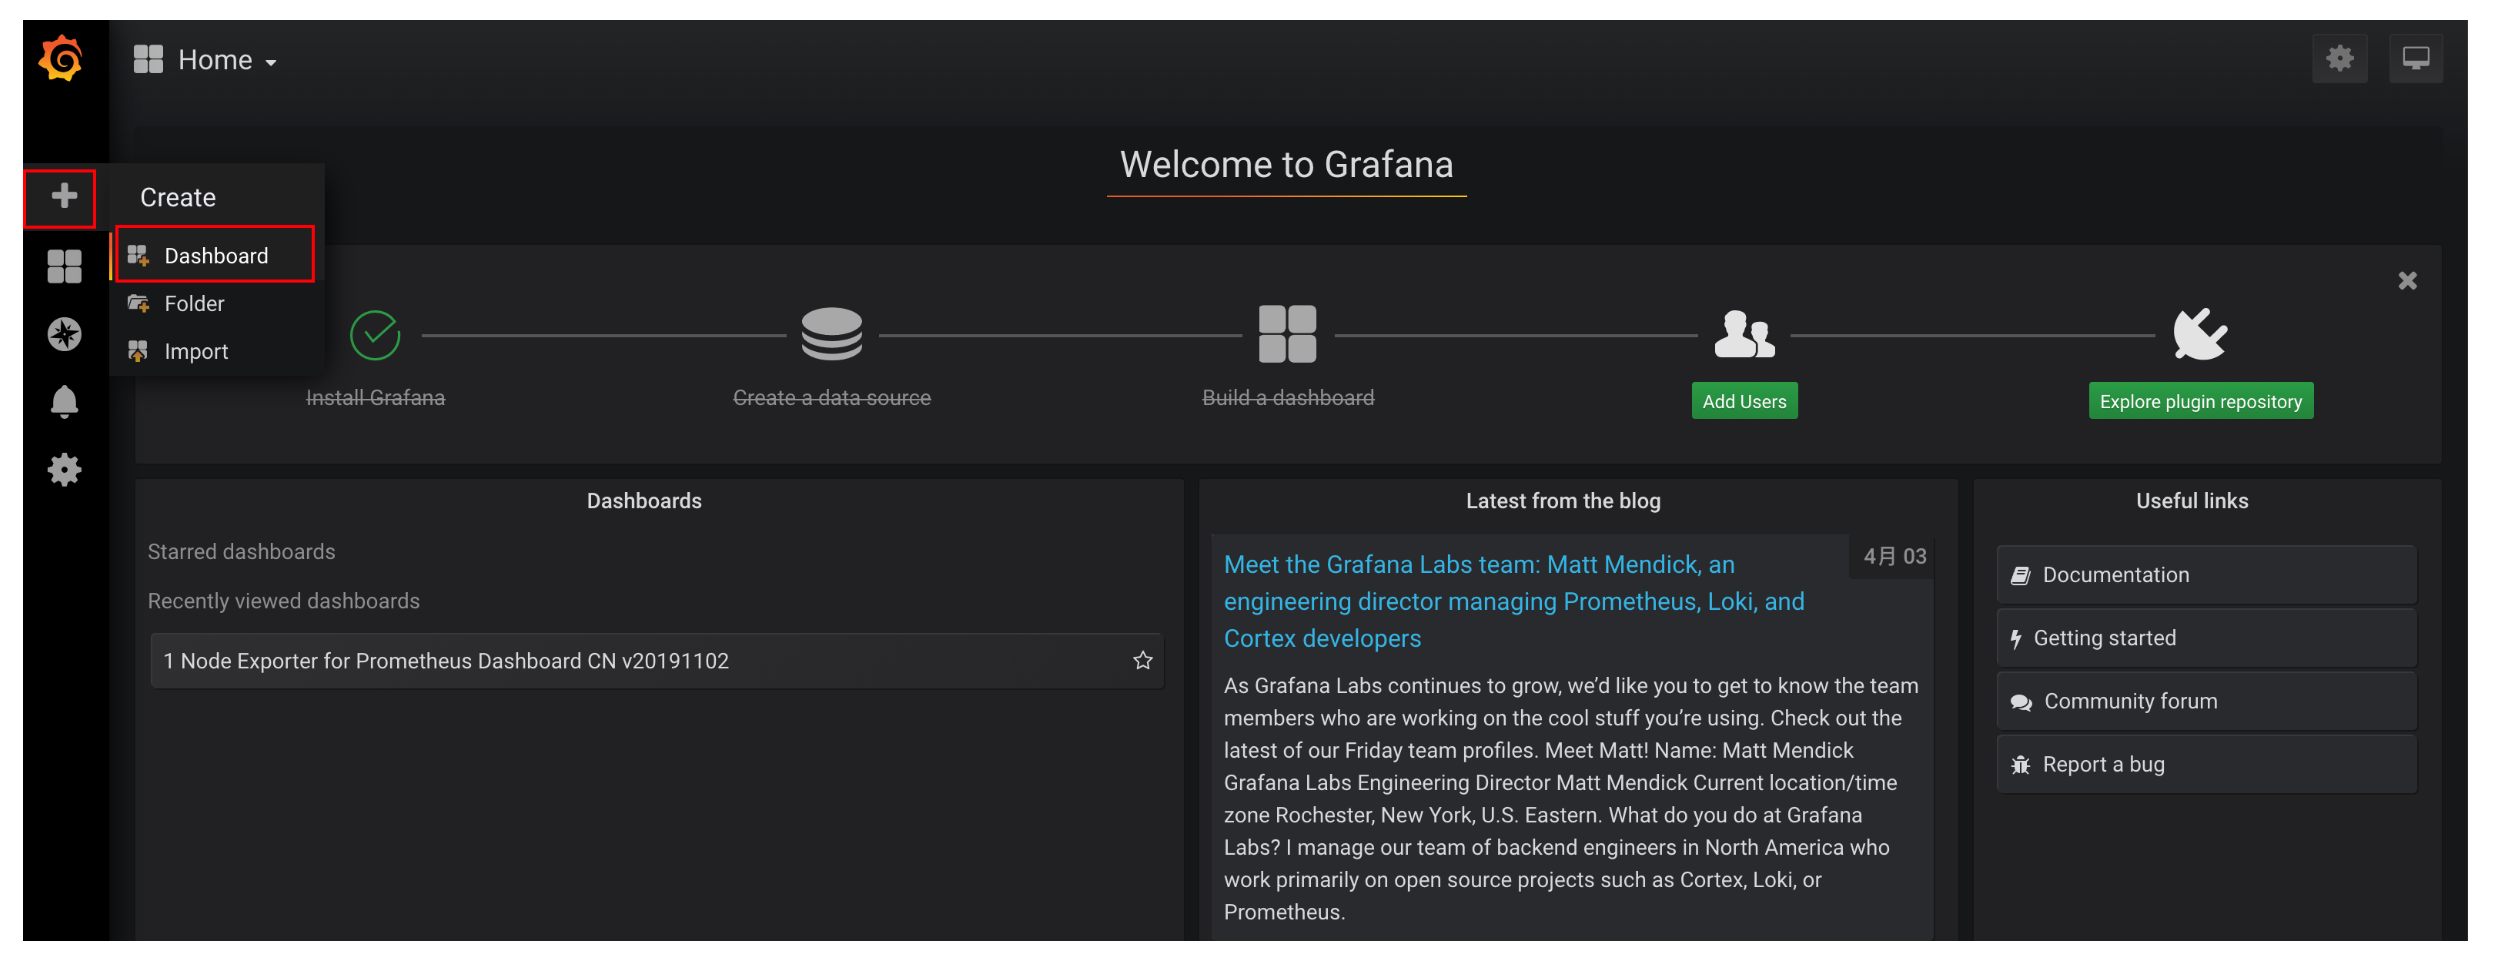 Home
Welcome to Grafana
Create
Dashboard
Folder
Import
Install Grafana
Create a data source
Build a dashboard
Add Users
Explore plugin repository
Dashboards
Starred dashboards
Recently viewed dashboards
1 Node Exporter for Prometheus Dashboard CN v20191102
Latest from the blog
4月 03
Meet the Grafana Labs team: Matt Mendick, an
engineering director managing Prometheus, Loki, and
Cortex developers
As Grafana Labs continues to grow, we’d like you to get to know the team
members who are working on the cool stuff you’re using. Check out the
latest of our Friday team profiles. Meet Matt! Name: Matt Mendick
Grafana Labs Engineering Director Matt Mendick Current location/time
zone Rochester, New York, U.S. Eastern. What do you do at Grafana
Labs? I manage our team of backend engineers in North America who
work primarily on open source projects such as Cortex, Loki, or
Prometheus.
Useful links
Documentation
Getting started
Community forum
Report a bug